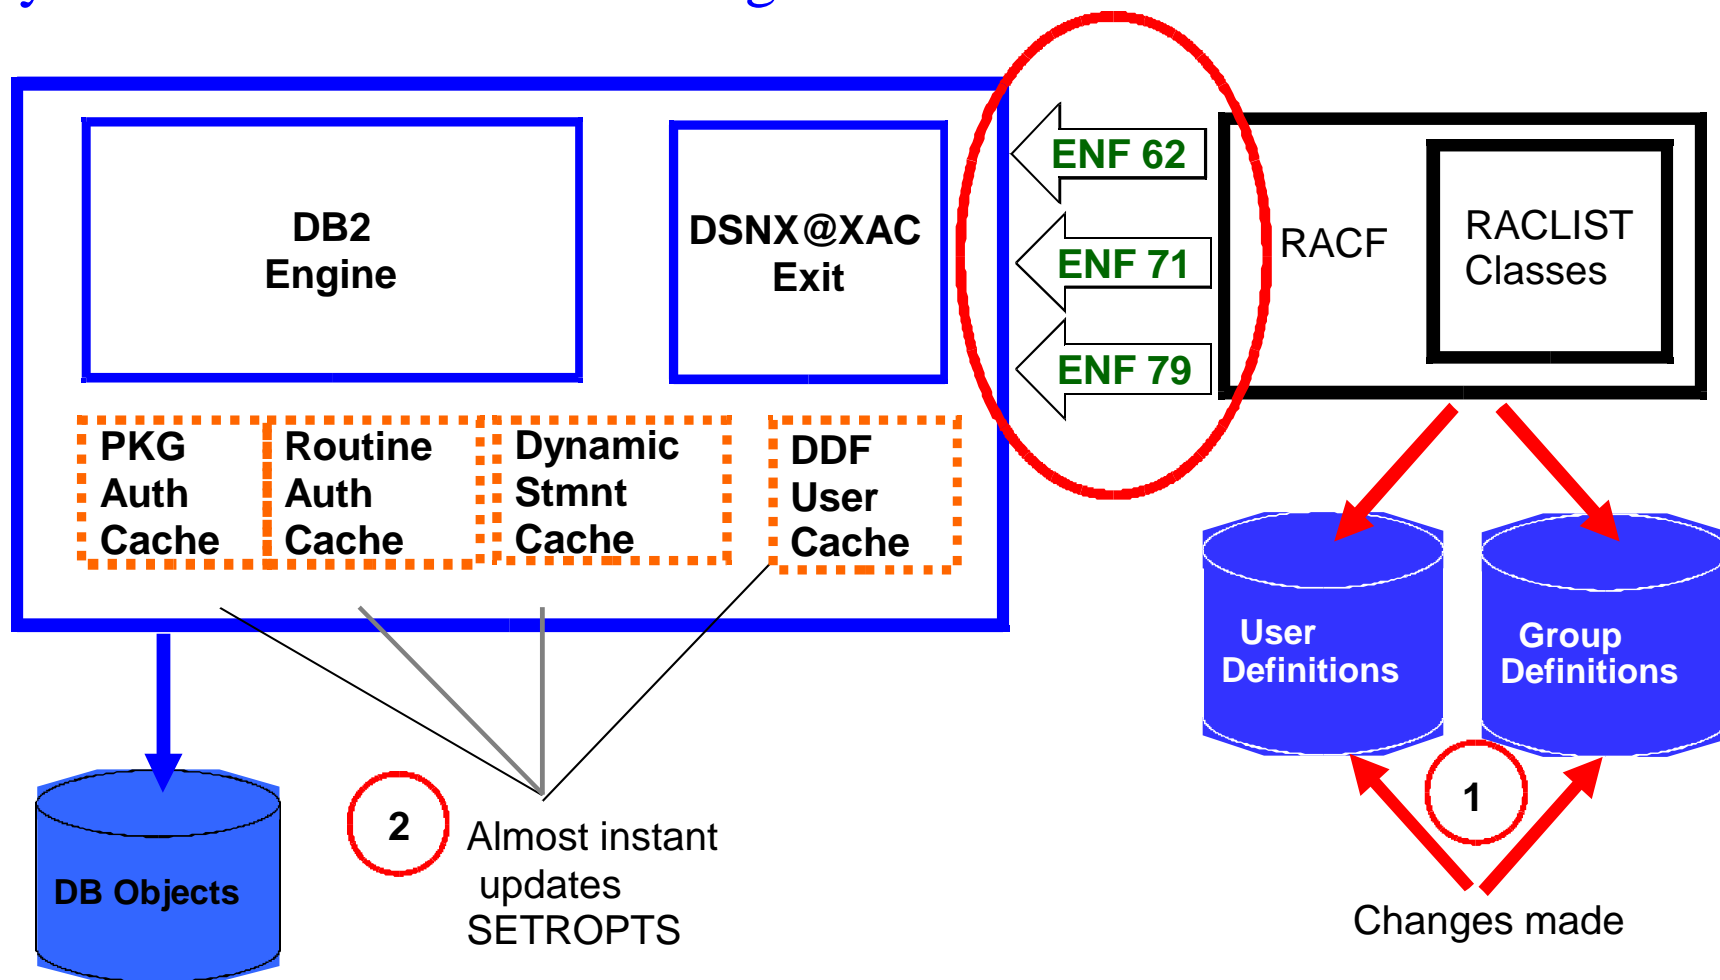 DB2
Engine
DSNX@XAC
Exit
ENF 62
ENF 71
ENF 79
RACF
RACLIST
Classes
PKG
Auth
Cache
Routine
Auth
Cache
Dynamic
Stmnt
Cache
DDF
User
Cache
User
Definitions
Group
Definitions
1
Changes made
2
Almost instant
updates
SETROPTS
DB Objects